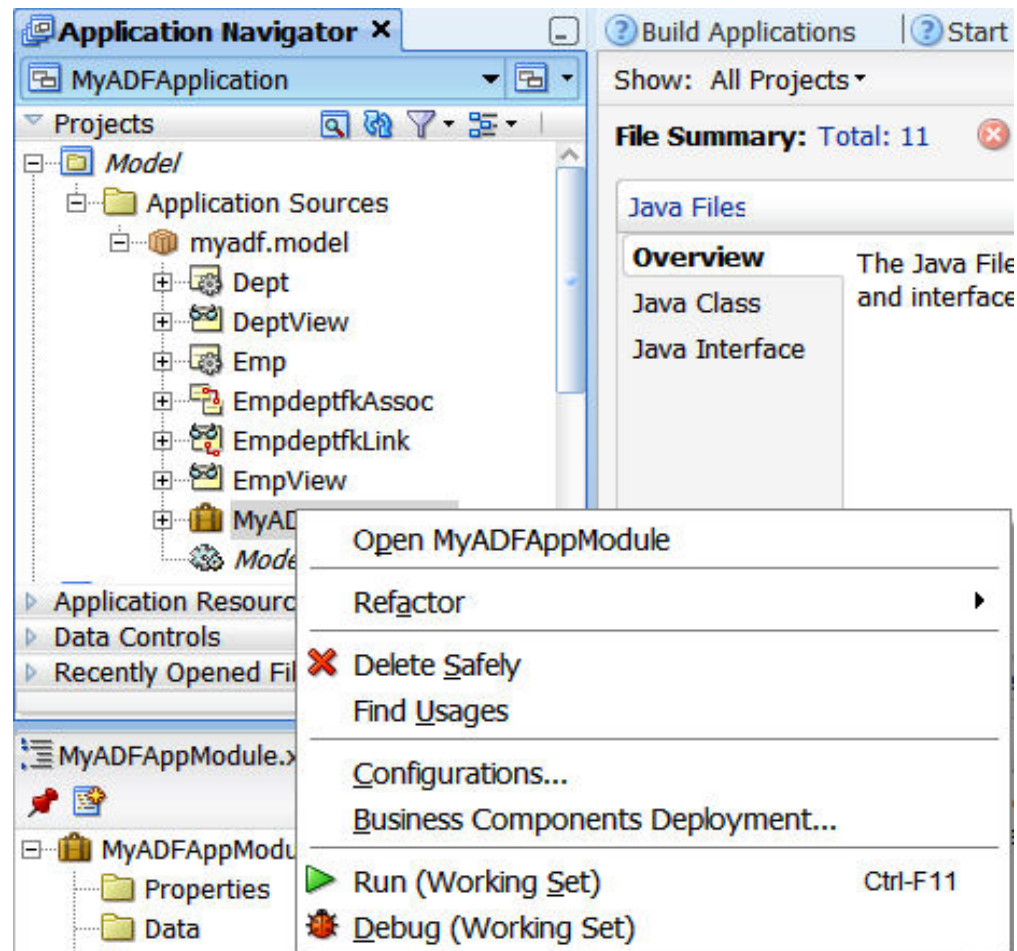 Application Navigator
Build Applications
Start
MyADFApplication
Show: All Projects
Projects
File Summary: Total: 11
Model
Application Sources
Java Files
myadf.model
Overview
The Java File
Dept
and interface
Java Class
DeptView
Java Interface
Emp
EmpdeptfkAssoc
EmpdeptfkLink
EmpView
MyAD
Open MyADFAppModule
Mode
Application Resourc
Refactor
Data Controls
Recently Opened Fil
Delete Safely
Find Usages
MyADFAppModule.x
Configurations...
Business Components Deployment...
MyADFAppModu
Properties
Run (Working Set) Ctrl-F11
Data
Debug (Working Set)